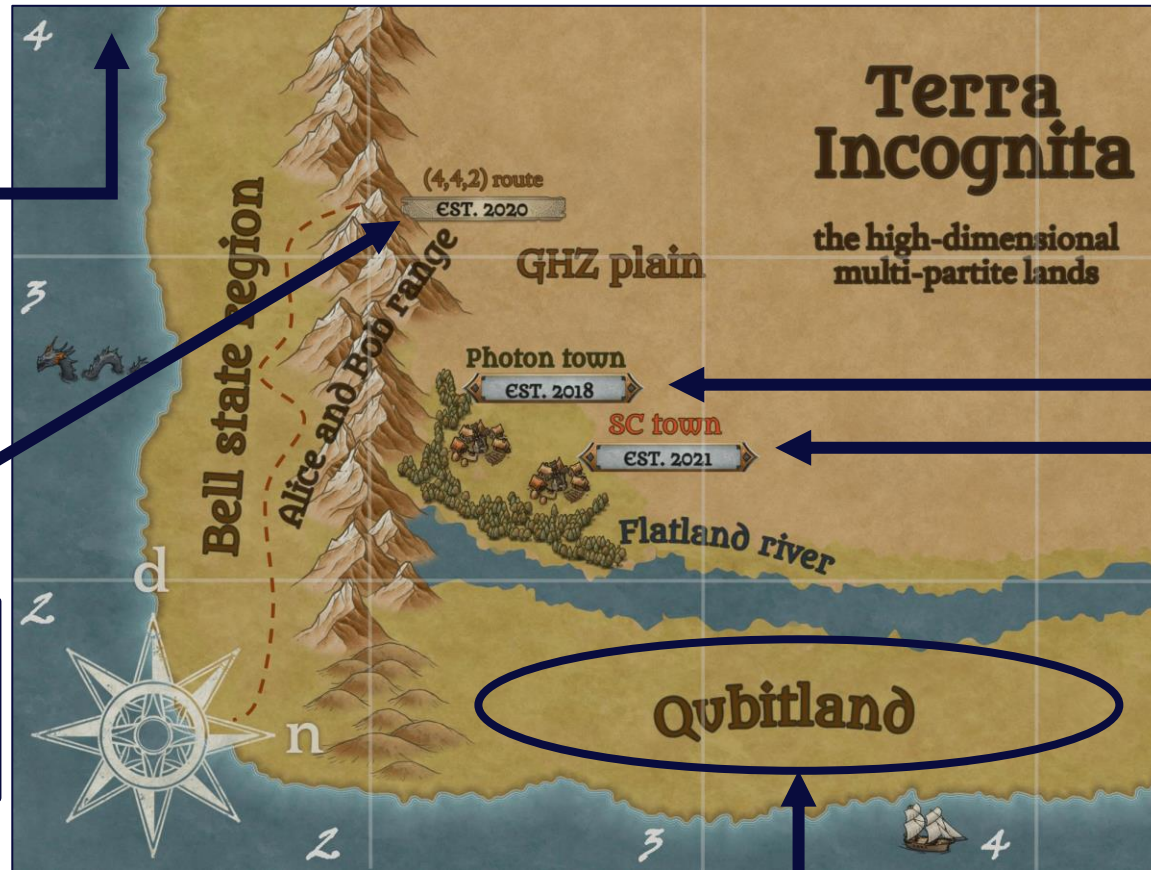 4
Terra
Incognita
the high-dimensional
multi-partite lands
(4,4,2) route
EST. 2020
GHZ plain
3
Bell state region
Alice and Bob range
Photon town
EST. 2018
SC town
EST. 2021
Flatland river
d
2
n
Qubitland
2
3
4